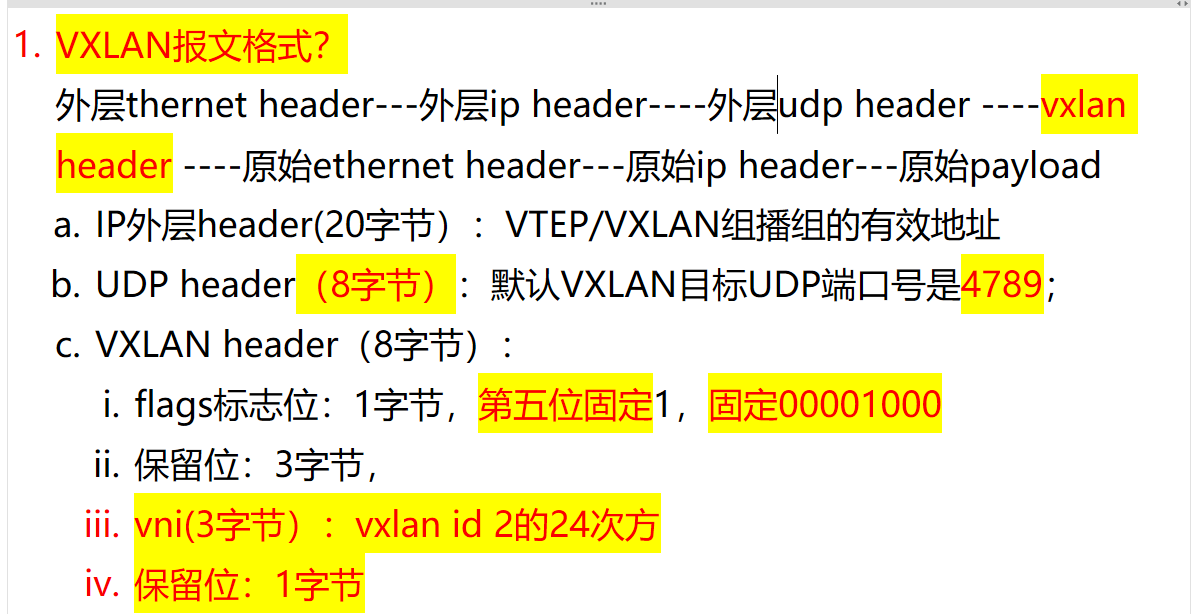 1. VXLAN报文格式？
外层thernet header---外层ip header----外层udp header ----vxlan
header ----原始ethernet header---原始ip header---原始payload
a. IP外层header(20字节）：VTEP/VXLAN组播组的有效地址
b. UDP header（8字节）：默认VXLAN目标UDP端口号是4789；
c. VXLAN header（8字节）：
i. flags标志位：1字节，第五位固定1，固定00001000
ii. 保留位：3字节，
iii. vni(3字节）：vxlan id 2的24次方
iv. 保留位：1字节